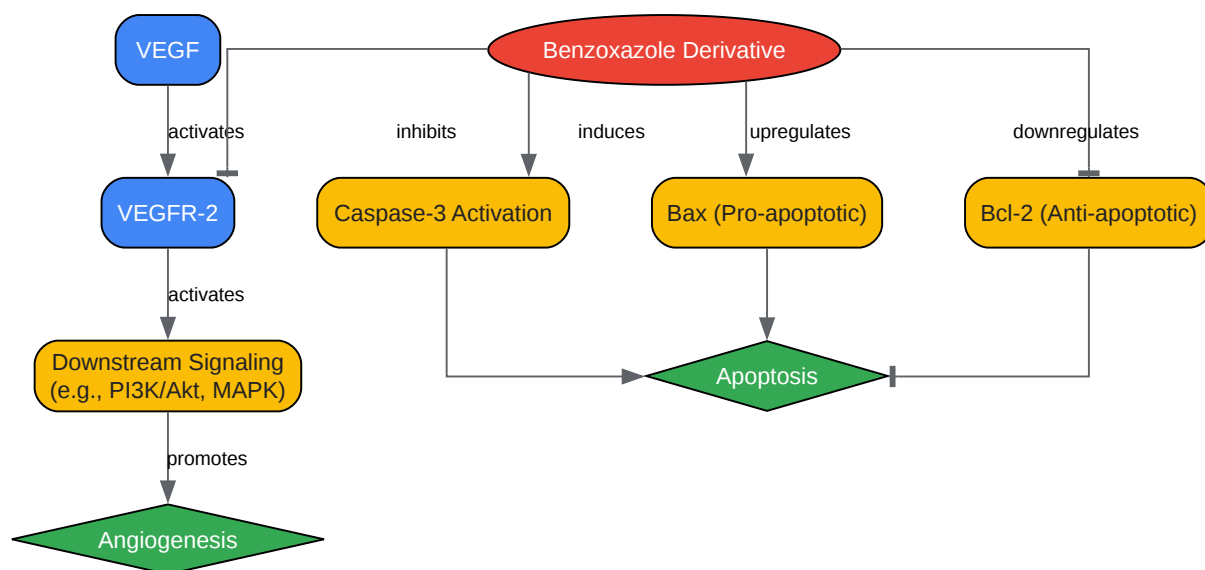 VEGF
Benzoxazole Derivative
activates
inhibits
induces
upregulates
downregulates
VEGFR-2
Caspase-3 Activation
Bax (Pro-apoptotic)
Bcl-2 (Anti-apoptotic)
activates
Downstream Signaling
(e.g., PI3K/Akt, MAPK)
Apoptosis
promotes
Angiogenesis